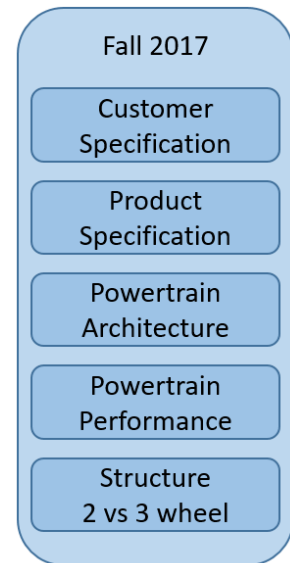 Fall 2017
Customer
Specification
Product
Specification
Powertrain
Architecture
Powertrain
Performance
Structure
2 vs 3 wheel